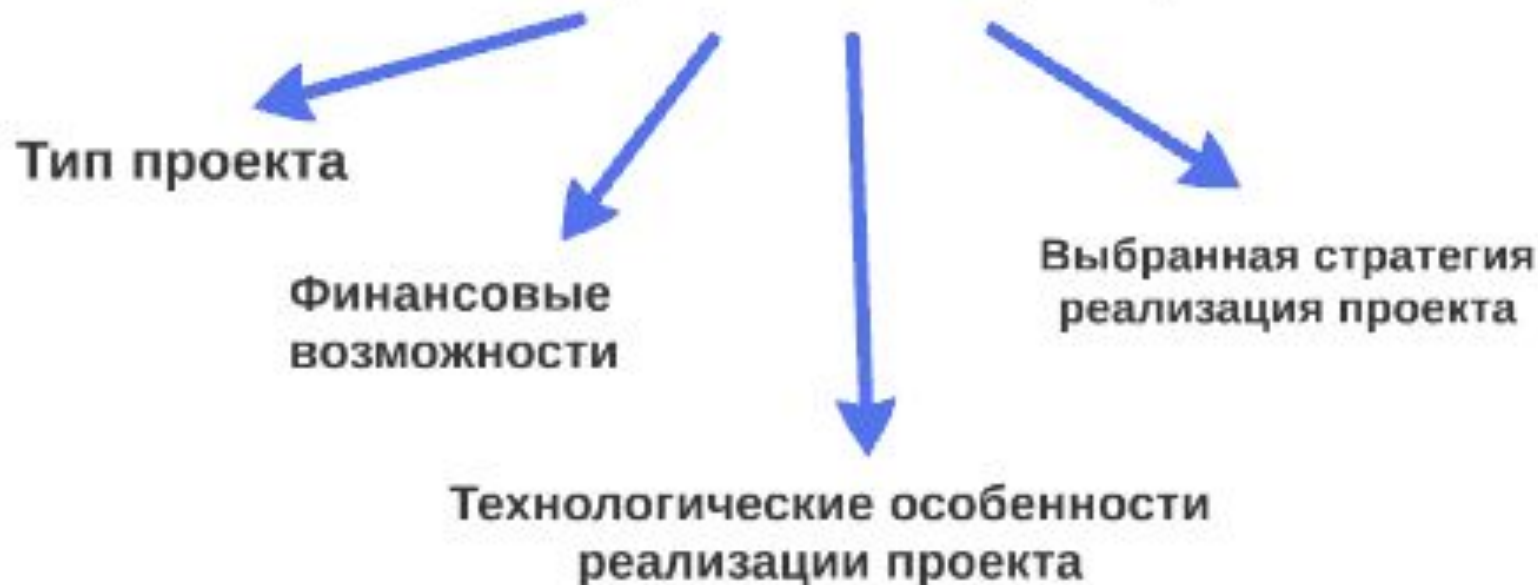 Тип проекта
Финансовые
возможности
Выбранная стратегия
реализация проекта
Технологические особенности
реализации проекта